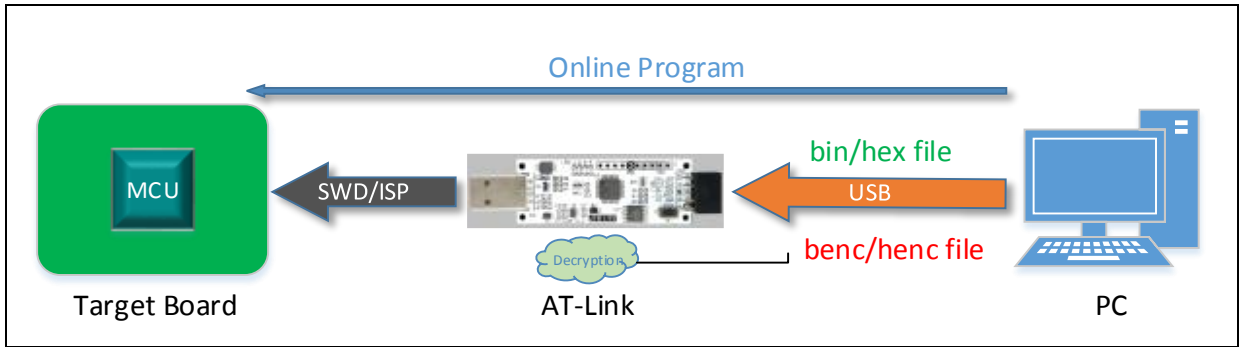 Online Program
bin/hex file
MCU
SWD/ISP
USB
Decryption
benc/henc file
Target Board
AT-Link
PC